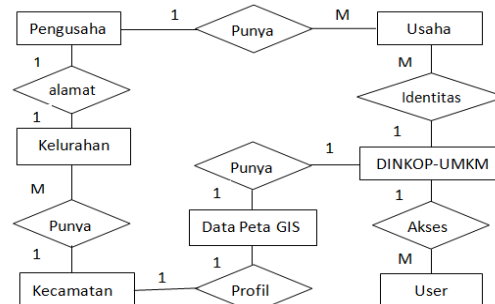 Pengusaha 1 Punya M Usaha
1 M
alamat Identitas
1 1
Kelurahan Punya 1 DINKOP-UMKM
M 1 1
Punya Data Peta GIS Akses
1 1 M
Kecamatan 1 Profil User